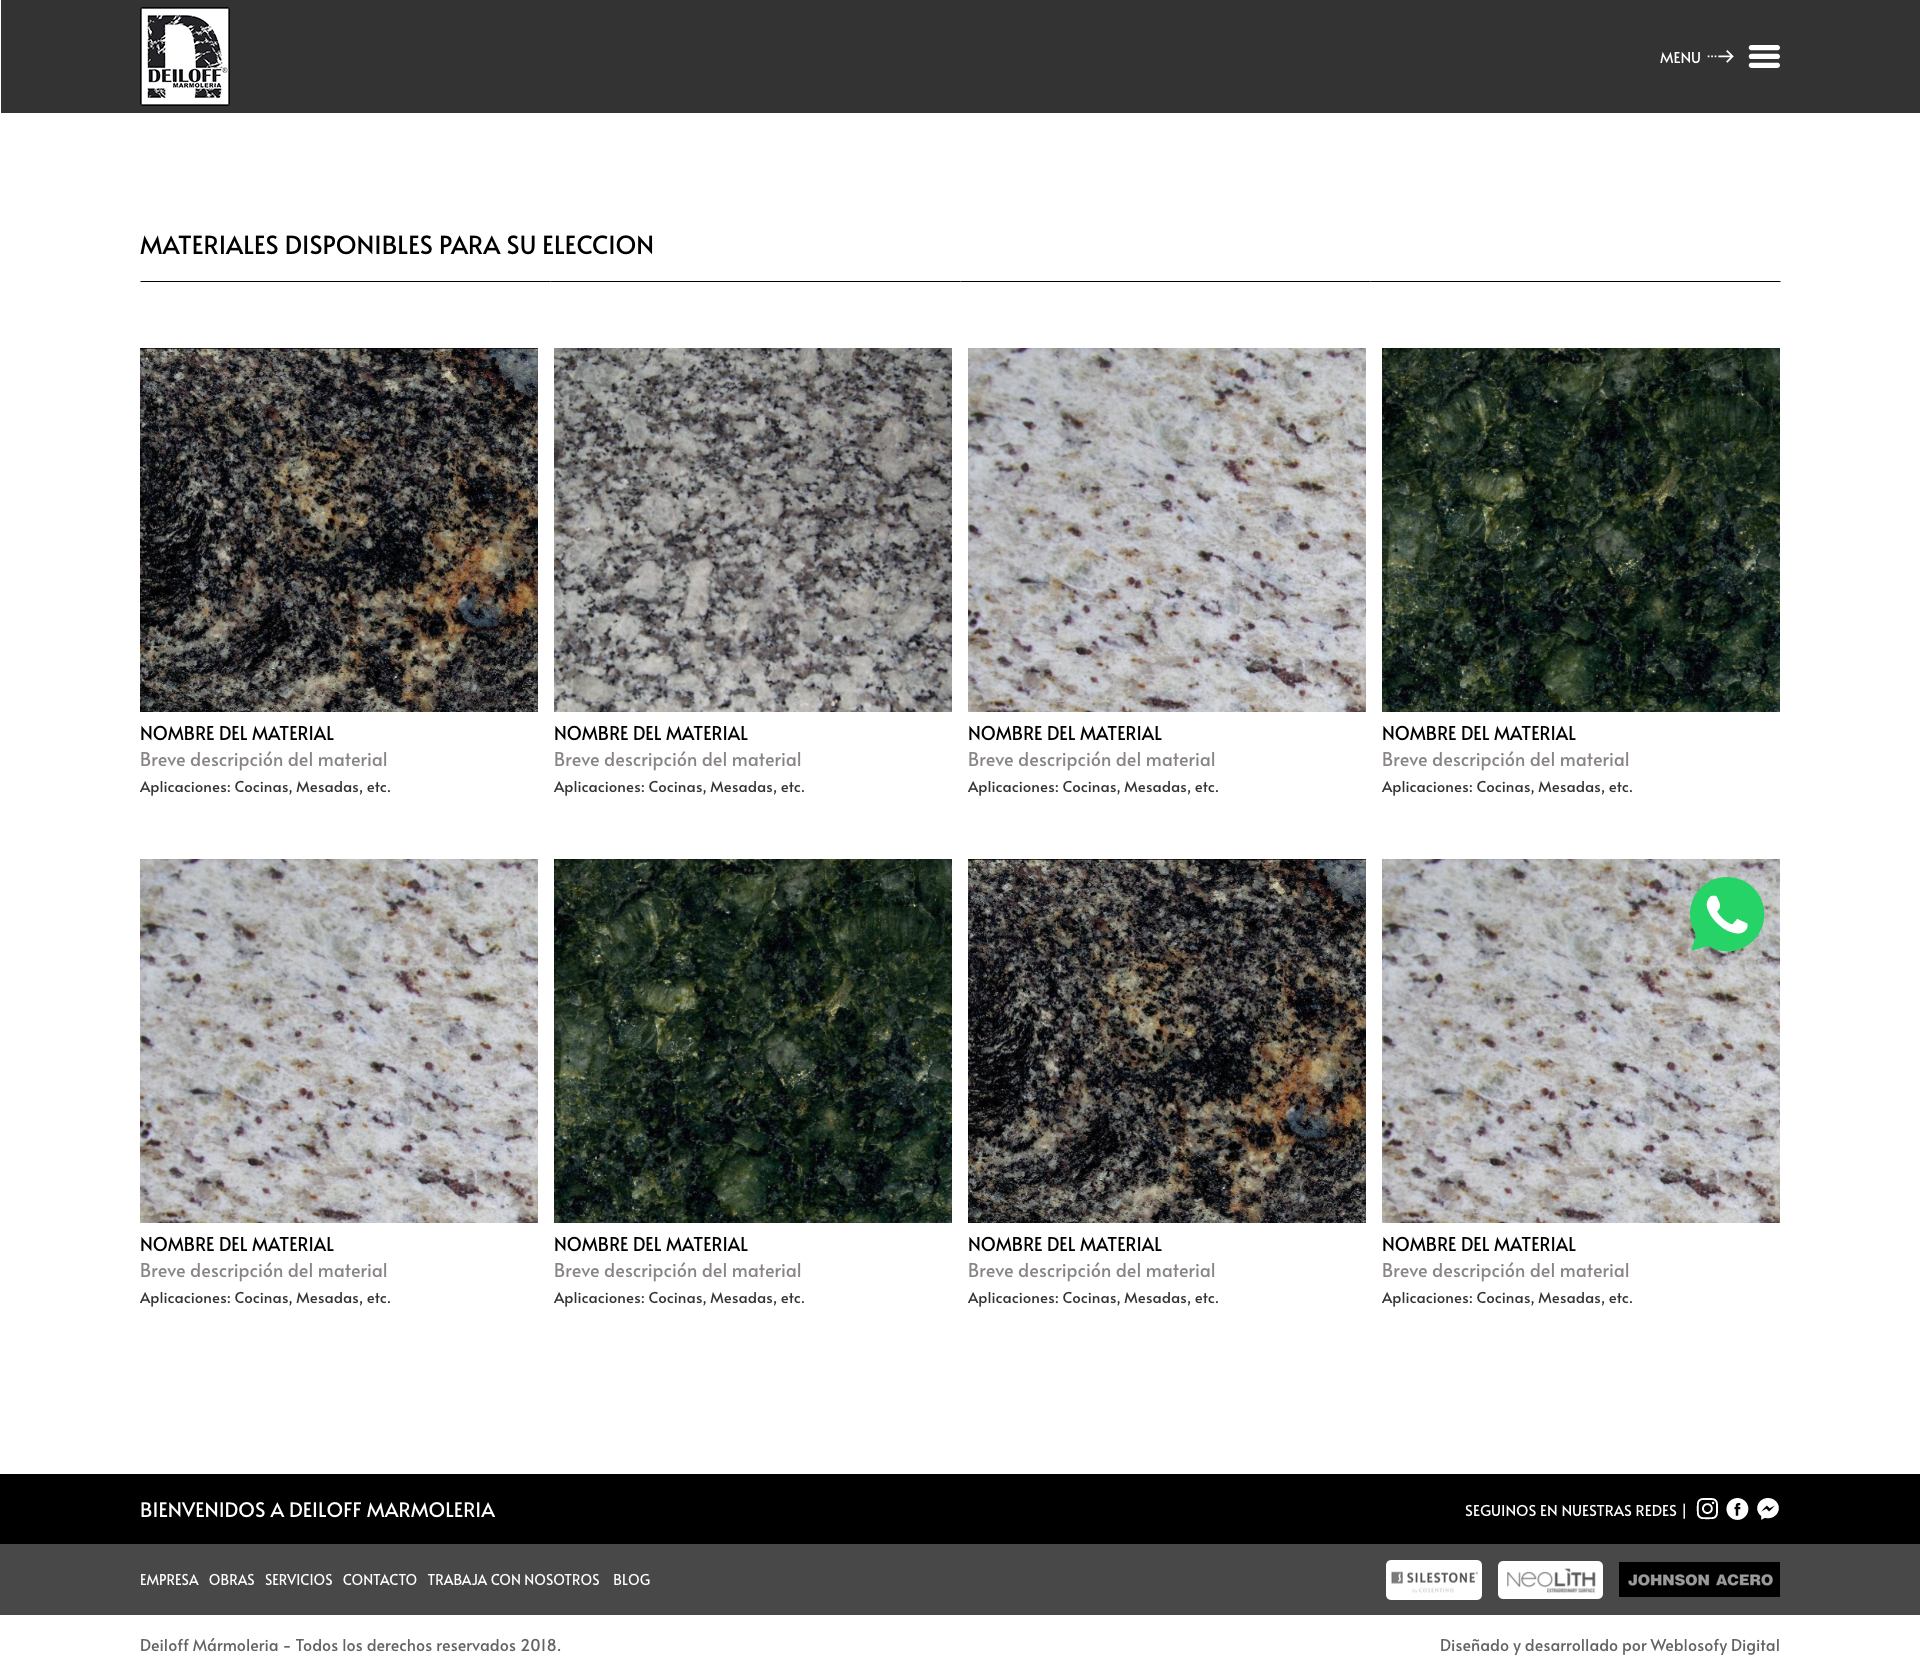 DEILOFF
MARMOLERIA
MENU
MATERIALES DISPONIBLES PARA SU ELECCION
NOMBRE DEL MATERIAL
Breve descripción del material
Aplicaciones: Cocinas, Mesadas, etc.
NOMBRE DEL MATERIAL
Breve descripción del material
Aplicaciones: Cocinas, Mesadas, etc.
NOMBRE DEL MATERIAL
Breve descripción del material
Aplicaciones: Cocinas, Mesadas, etc.
NOMBRE DEL MATERIAL
Breve descripción del material
Aplicaciones: Cocinas, Mesadas, etc.
NOMBRE DEL MATERIAL
Breve descripción del material
Aplicaciones: Cocinas, Mesadas, etc.
NOMBRE DEL MATERIAL
Breve descripción del material
Aplicaciones: Cocinas, Mesadas, etc.
NOMBRE DEL MATERIAL
Breve descripción del material
Aplicaciones: Cocinas, Mesadas, etc.
NOMBRE DEL MATERIAL
Breve descripción del material
Aplicaciones: Cocinas, Mesadas, etc.
BIENVENIDOS A DEILOFF MARMOLERIA
SEGUINOS EN NUESTRAS REDES |
EMPRESA OBRAS SERVICIOS CONTACTO TRABAJA CON NOSOTROS BLOG
SILESTONE
by COSENTINO
NEOLITH
EXTRAORDINARY SURFACE
JOHNSON ACERO
Deiloff Mármoleria - Todos los derechos reservados 2018.
Diseñado y desarrollado por Weblosofy Digital